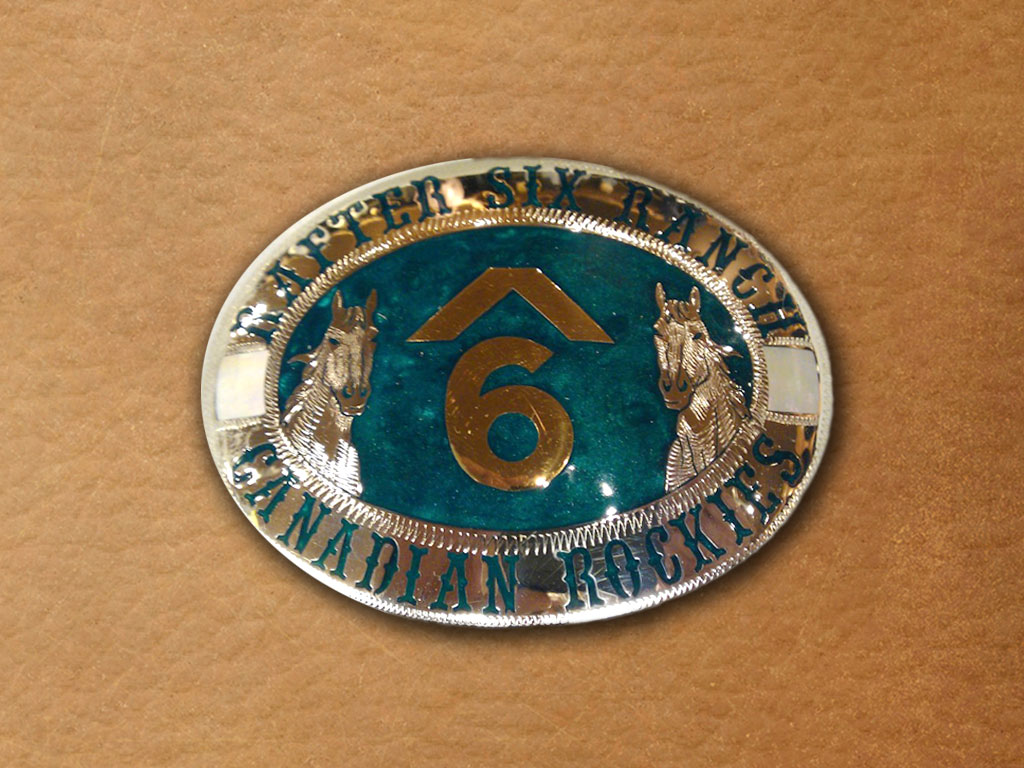 RAFTER SIX RANCH
6
CANADIAN ROCKIES